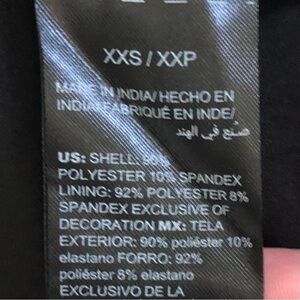 XXS / XXP
MADE IN INDIA/ HECHO EN
INDIA/FABRIQUÉ EN INDE/
صنع في الهند
US: SHELL: 90%
POLYESTER 10% SPANDEX
LINING: 92% POLYESTER 8%
SPANDEX EXCLUSIVE OF
DECORATION MX: TELA
EXTERIOR: 90% poliéster 10%
elastano FORRO: 92%
poliéster 8% elastano
EXCLUSIVO DE LA